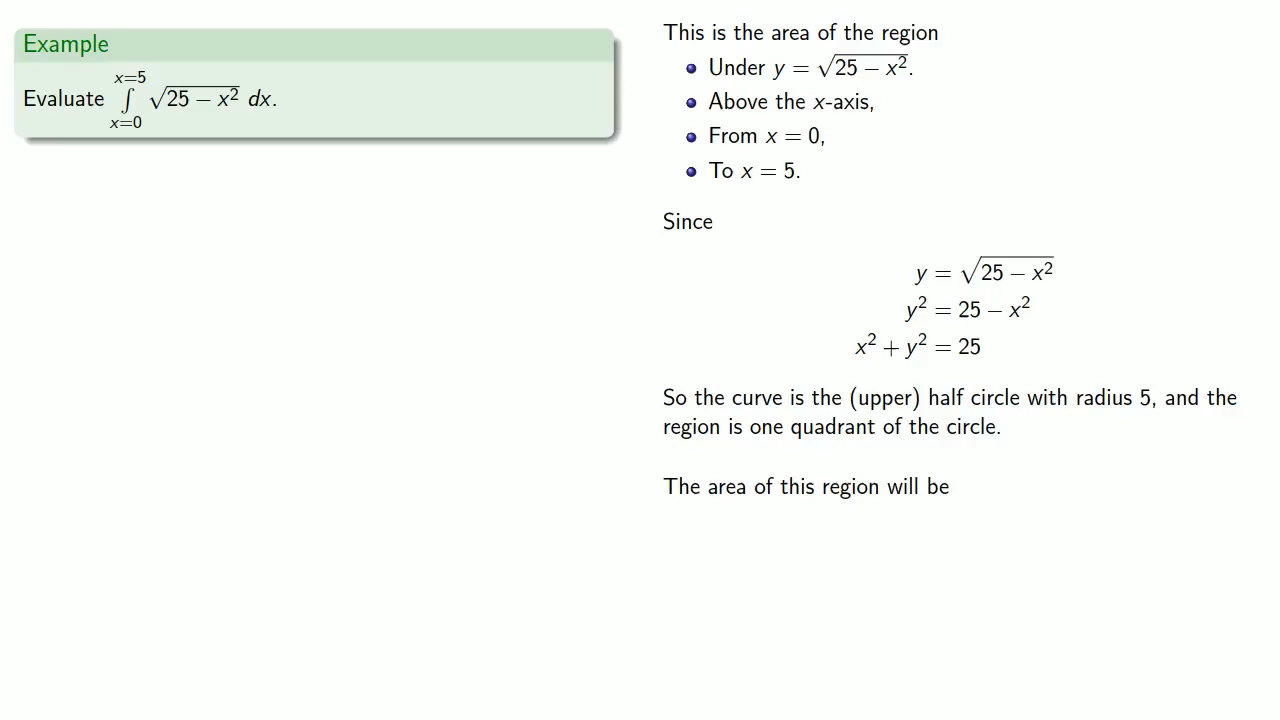 Example
Evaluate ∫_{x=0}^{x=5} √(25 − x²) dx.
This is the area of the region
• Under y = √(25 − x²).
• Above the x-axis,
• From x = 0,
• To x = 5.
Since
y = √(25 − x²)
y² = 25 − x²
x² + y² = 25
So the curve is the (upper) half circle with radius 5, and the
region is one quadrant of the circle.
The area of this region will be